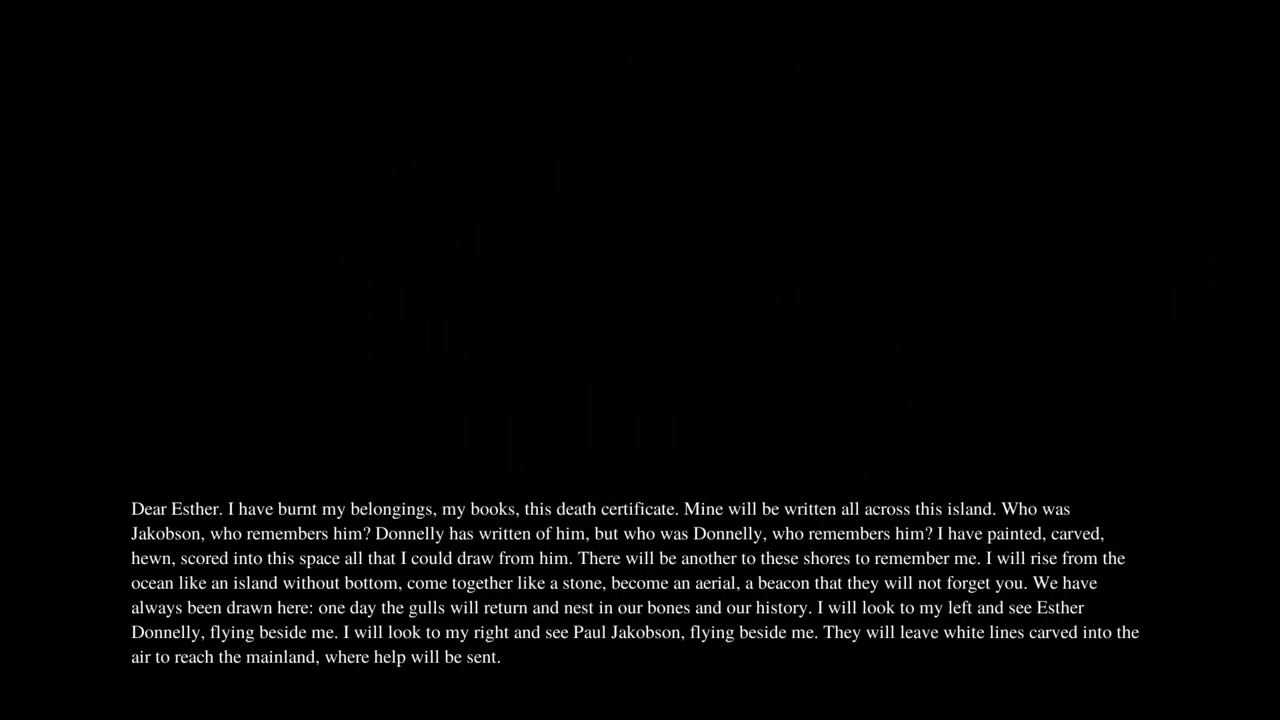 Dear Esther. I have burnt my belongings, my books, this death certificate. Mine will be written all across this island. Who was
Jakobson, who remembers him? Donnelly has written of him, but who was Donnelly, who remembers him? I have painted, carved,
hewn, scored into this space all that I could draw from him. There will be another to these shores to remember me. I will rise from the
ocean like an island without bottom, come together like a stone, become an aerial, a beacon that they will not forget you. We have
always been drawn here: one day the gulls will return and nest in our bones and our history. I will look to my left and see Esther
Donnelly, flying beside me. I will look to my right and see Paul Jakobson, flying beside me. They will leave white lines carved into the
air to reach the mainland, where help will be sent.